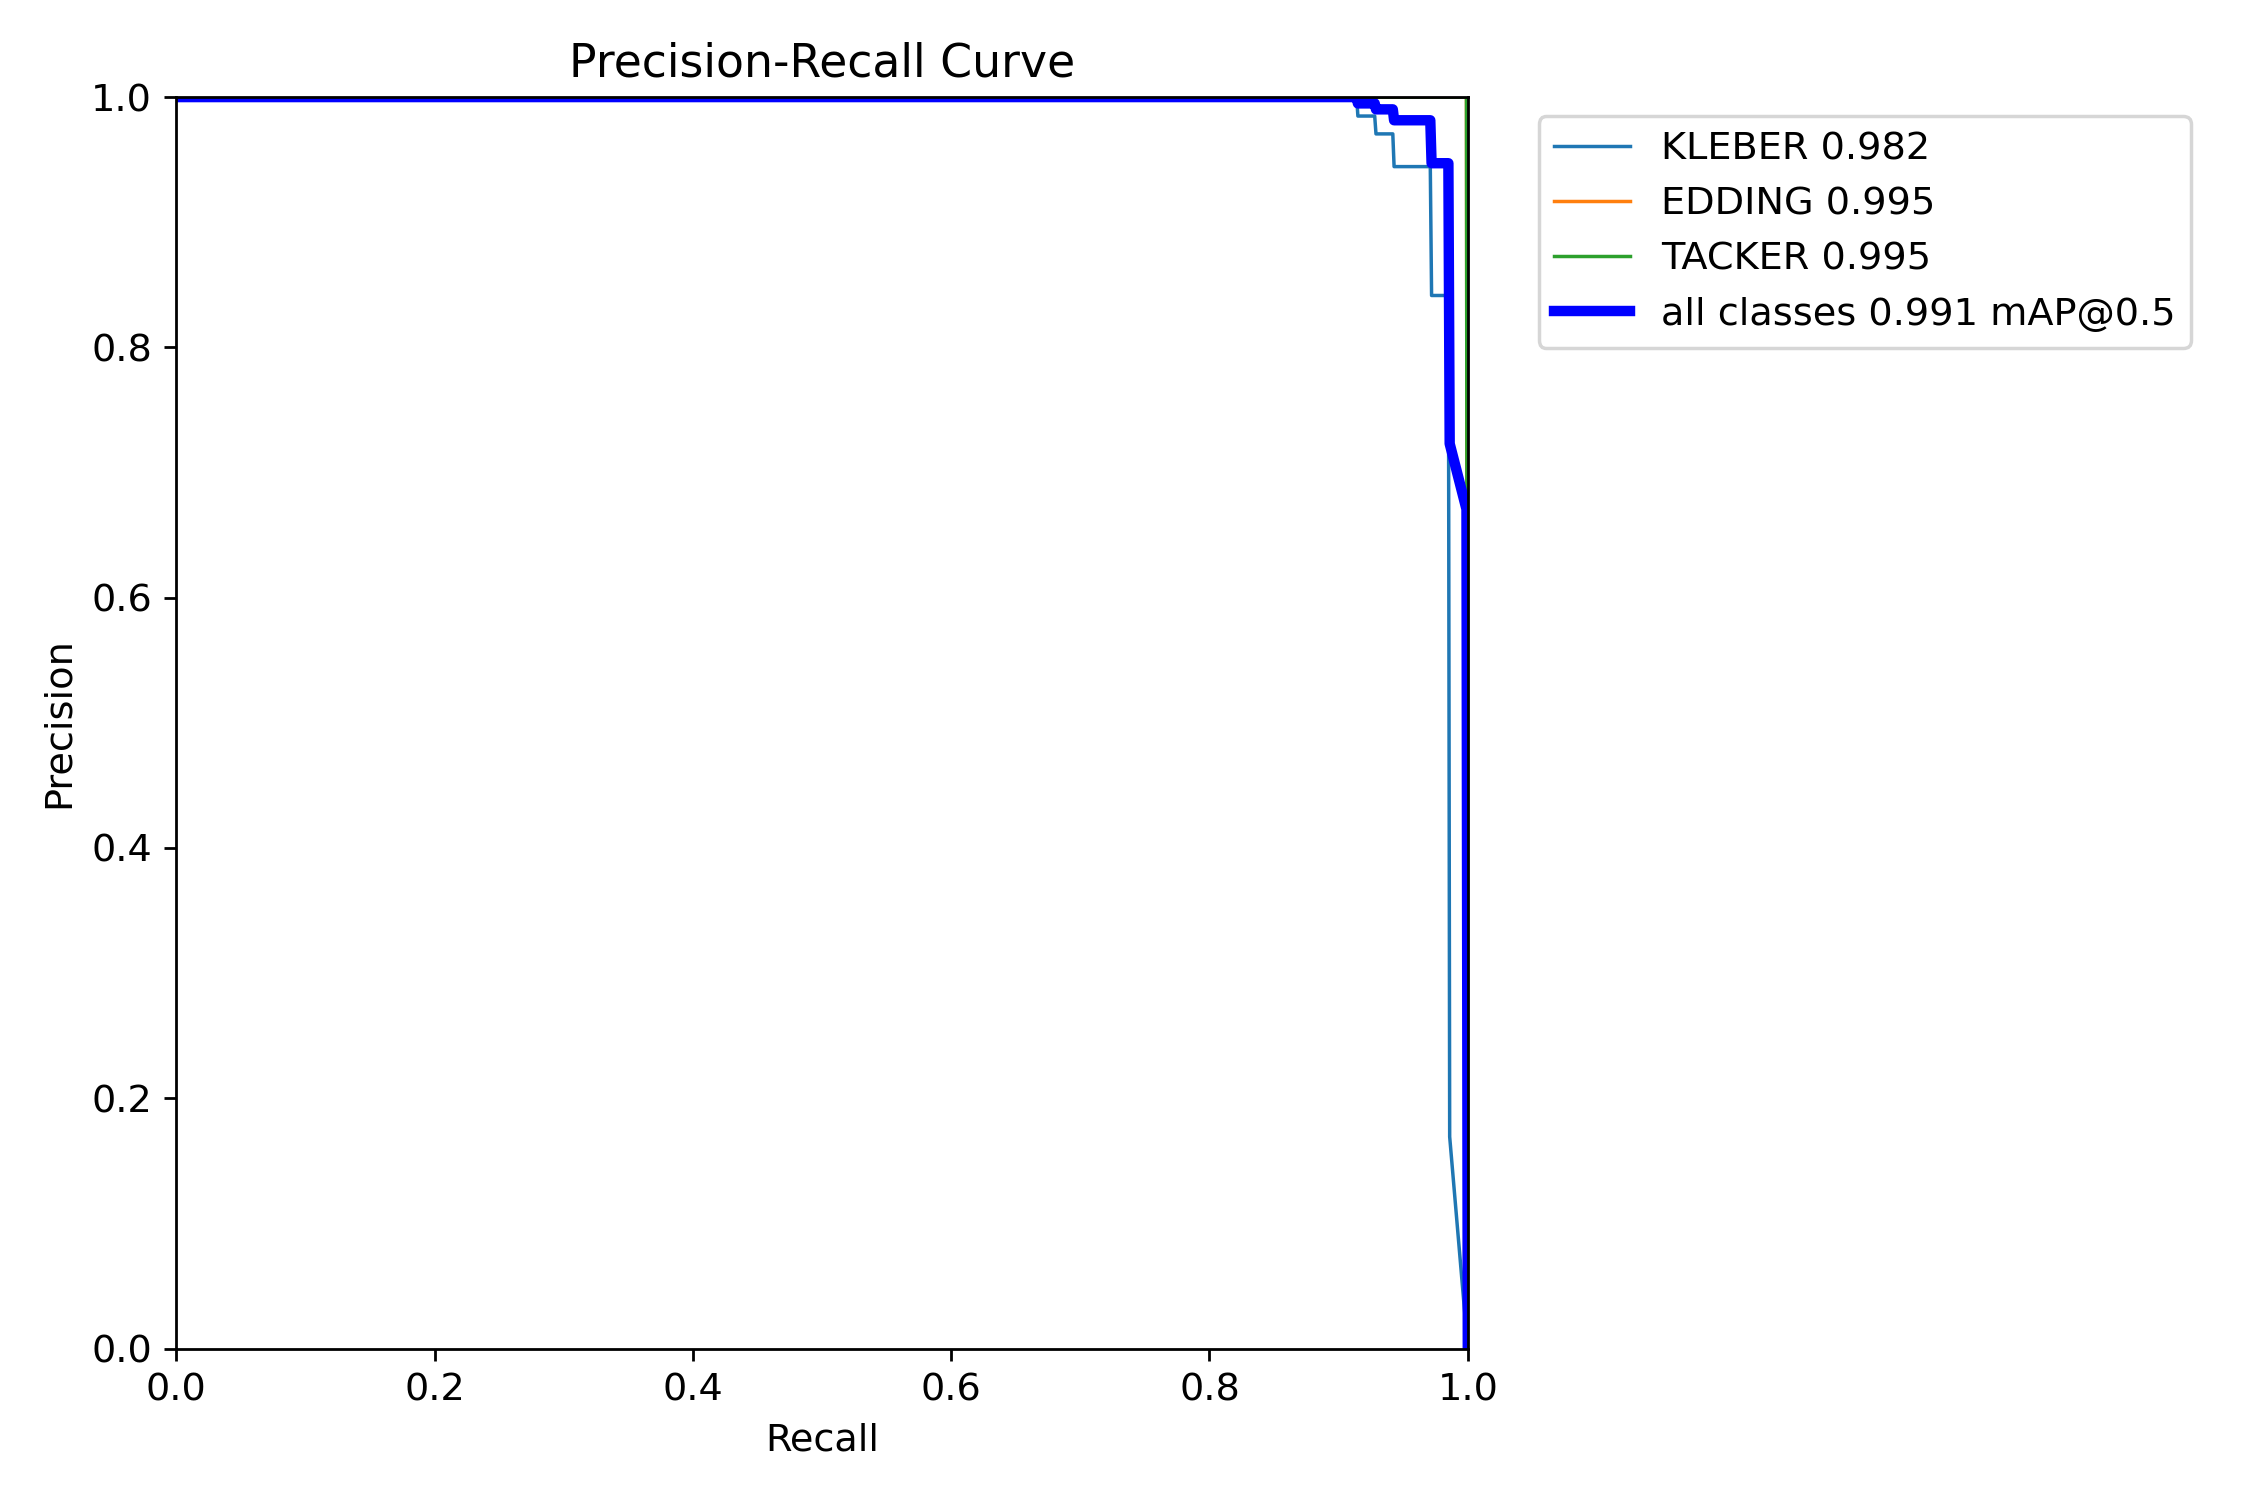 Precision-Recall Curve
1.0
0.8
0.6
0.4
0.2
0.0
Precision
0.0 0.2 0.4 0.6 0.8 1.0
Recall
KLEBER 0.982
EDDING 0.995
TACKER 0.995
all classes 0.991 mAP@0.5